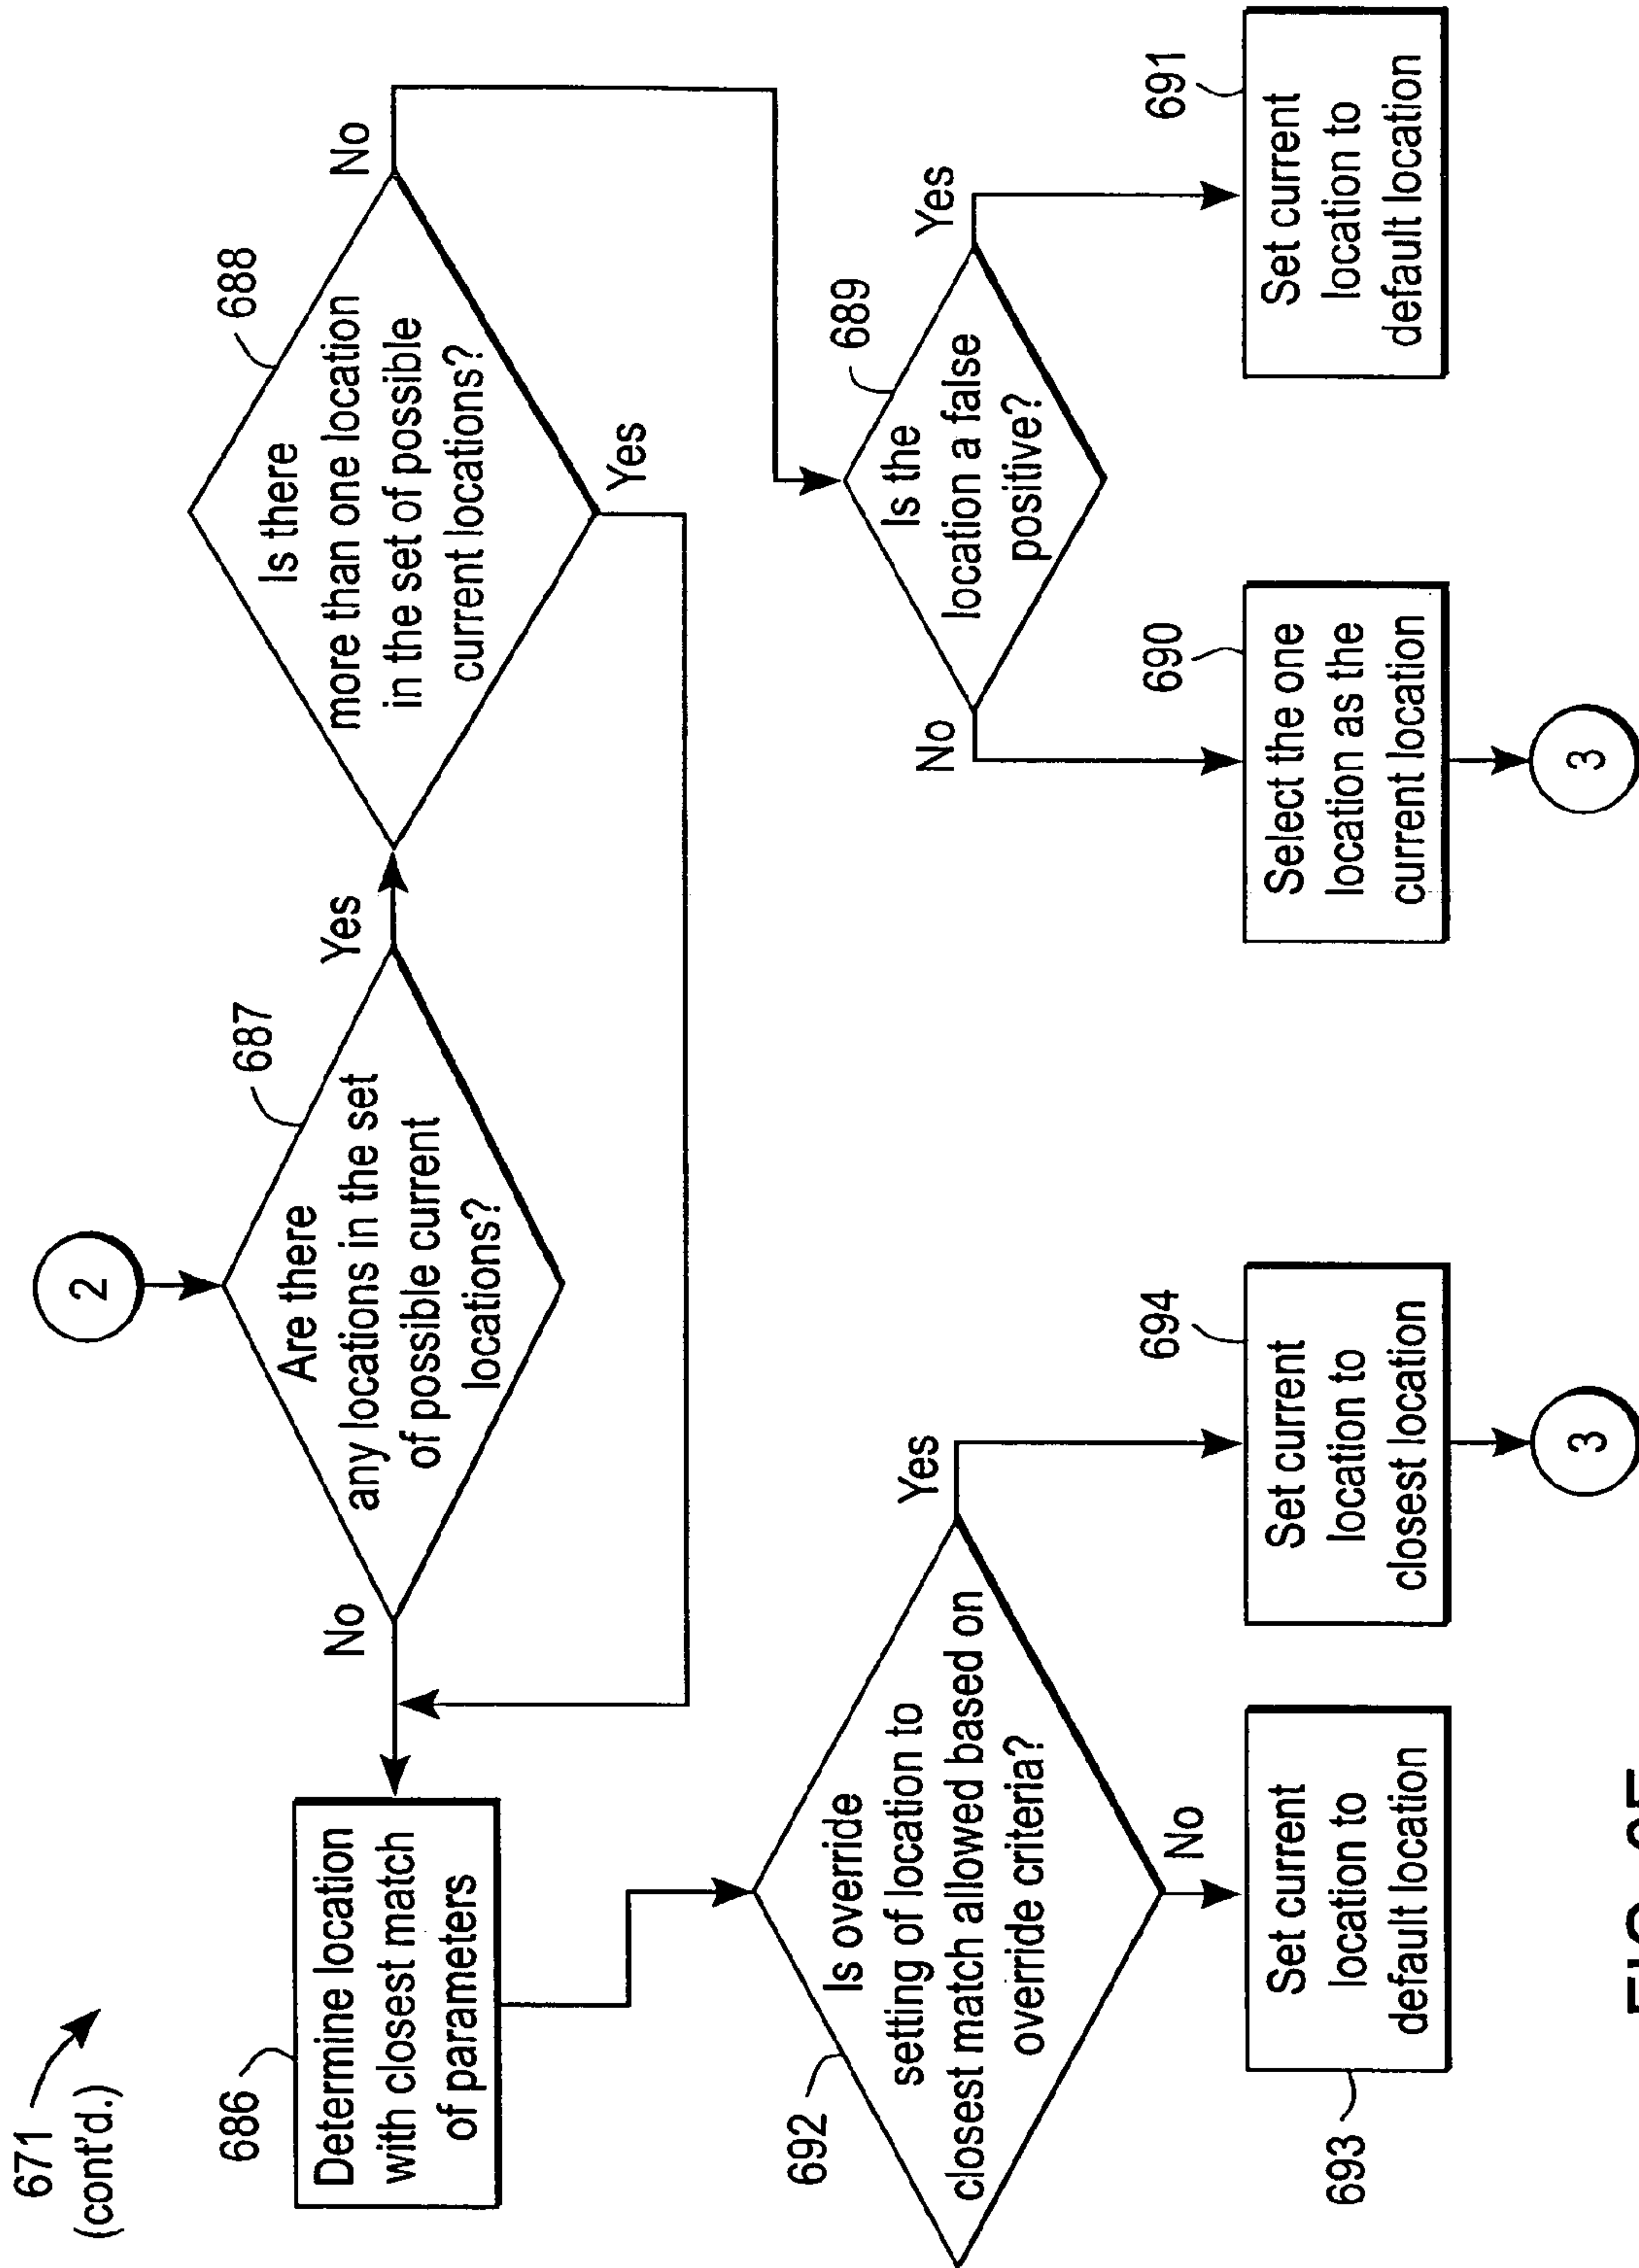 671
(cont'd.)
2
687
Are there
any locations in the set
of possible current
locations?
No
Yes
688
Is there
more than one location
in the set of possible
current locations?
No
Yes
686
Determine location
with closest match
of parameters
692
Is override
setting of location to
closest match allowed based on
override criteria?
Yes
No
689
Is the
location a false
positive?
No
Yes
693
Set current
location to
default location
694
Set current
location to
closest location
3
690
Select the one
location as the
current location
3
691
Set current
location to
default location